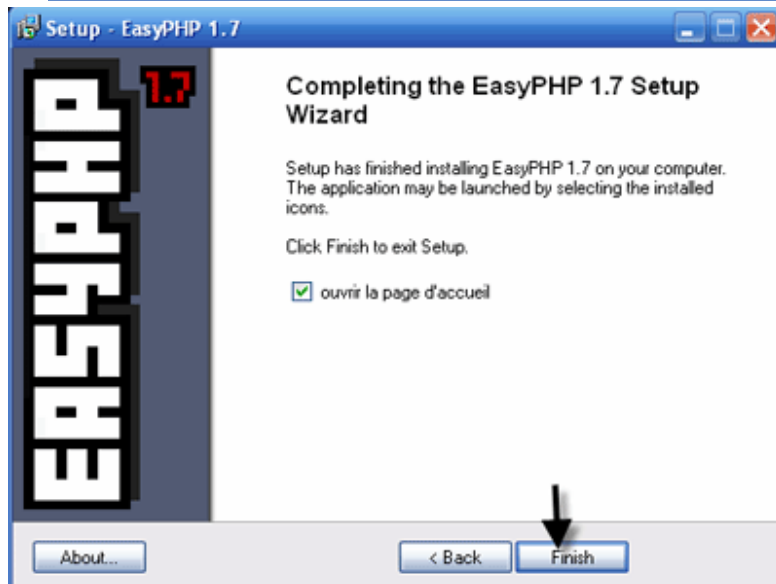 Setup - EasyPHP 1.7
EASYPHP 1.7
Completing the EasyPHP 1.7 Setup
Wizard
Setup has finished installing EasyPHP 1.7 on your computer.
The application may be launched by selecting the installed
icons.
Click Finish to exit Setup.
ouvrir la page d'accueil
About...
< Back
Finish